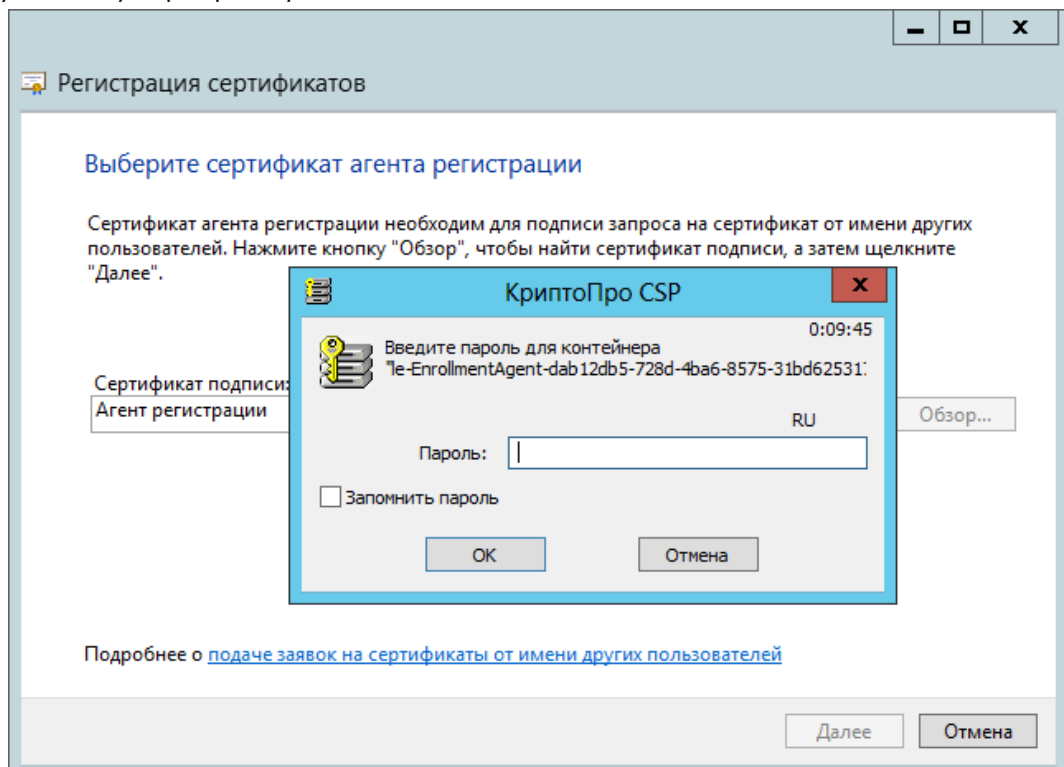 Регистрация сертификатов
Выберите сертификат агента регистрации
Сертификат агента регистрации необходим для подписи запроса на сертификат от имени других
пользователей. Нажмите кнопку "Обзор", чтобы найти сертификат подписи, а затем щелкните
"Далее".
КриптоПро CSP
0:09:45
Введите пароль для контейнера
"le-EnrollmentAgent-dab12db5-728d-4ba6-8575-31bd62531
Сертификат подписи:
Агент регистрации
RU
Обзор...
Пароль:
Запомнить пароль
OK
Отмена
Подробнее о подаче заявок на сертификаты от имени других пользователей
Далее
Отмена